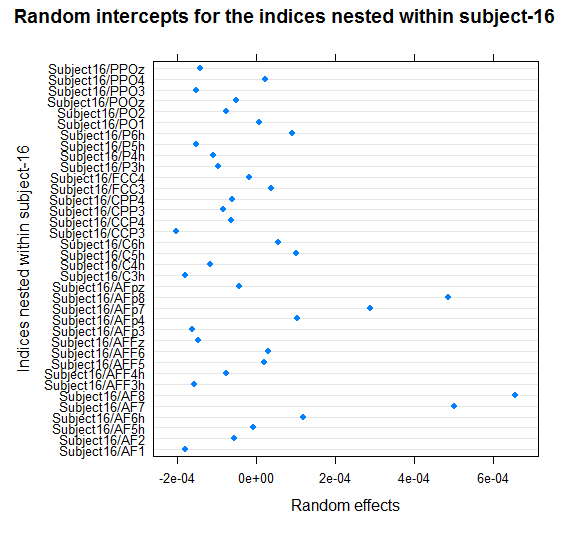 Random intercepts for the indices nested within subject-16
Indices nested within subject-16
Subject16/PPOz
Subject16/PPO4
Subject16/PPO3
Subject16/POOz
Subject16/PO2
Subject16/PO1
Subject16/P6h
Subject16/P5h
Subject16/P4h
Subject16/P3h
Subject16/FCC4
Subject16/FCC3
Subject16/CPP4
Subject16/CPP3
Subject16/CCP4
Subject16/CCP3
Subject16/C6h
Subject16/C5h
Subject16/C4h
Subject16/C3h
Subject16/AFpz
Subject16/AFp8
Subject16/AFp7
Subject16/AFp4
Subject16/AFp3
Subject16/AFFz
Subject16/AFF6
Subject16/AFF5
Subject16/AFF4h
Subject16/AFF3h
Subject16/AF8
Subject16/AF7
Subject16/AF6h
Subject16/AF5h
Subject16/AF2
Subject16/AF1
-2e-04 0e+00 2e-04 4e-04 6e-04
Random effects